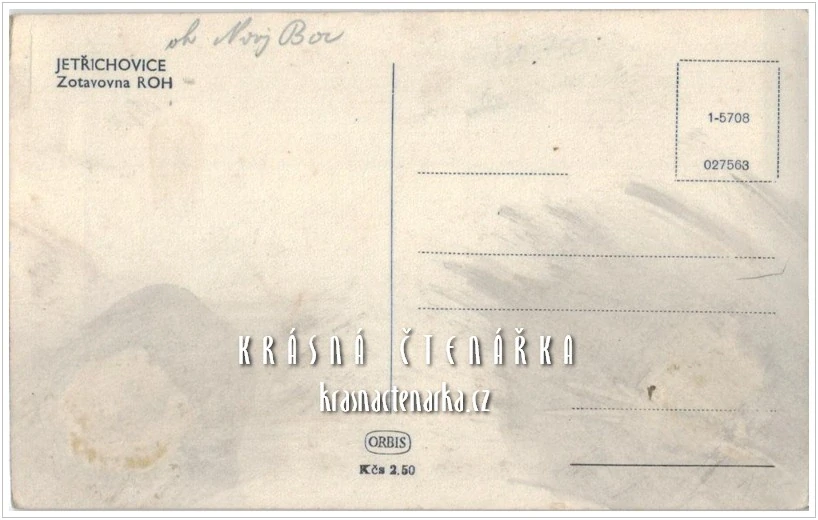 ok Nový Bor
JETŘICHOVICE
Zotavovna ROH
1-5708
027563
KRÁSNÁ ČTENÁŘKA
krasnactenarka.cz
ORBIS
Kčs 2,50